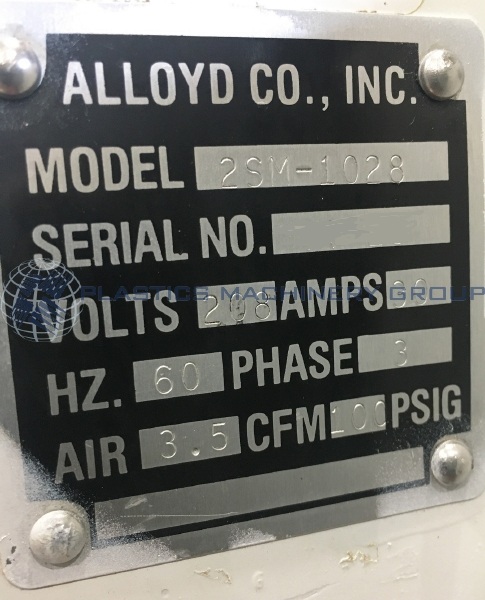 ALLOYD CO., INC.
MODEL 2SM-1028
SERIAL NO.
PLASTICS MACHINERY GROUP
VOLTS 208 AMPS
HZ. 60 PHASE 3
AIR 3.5 CFM 100 PSIG